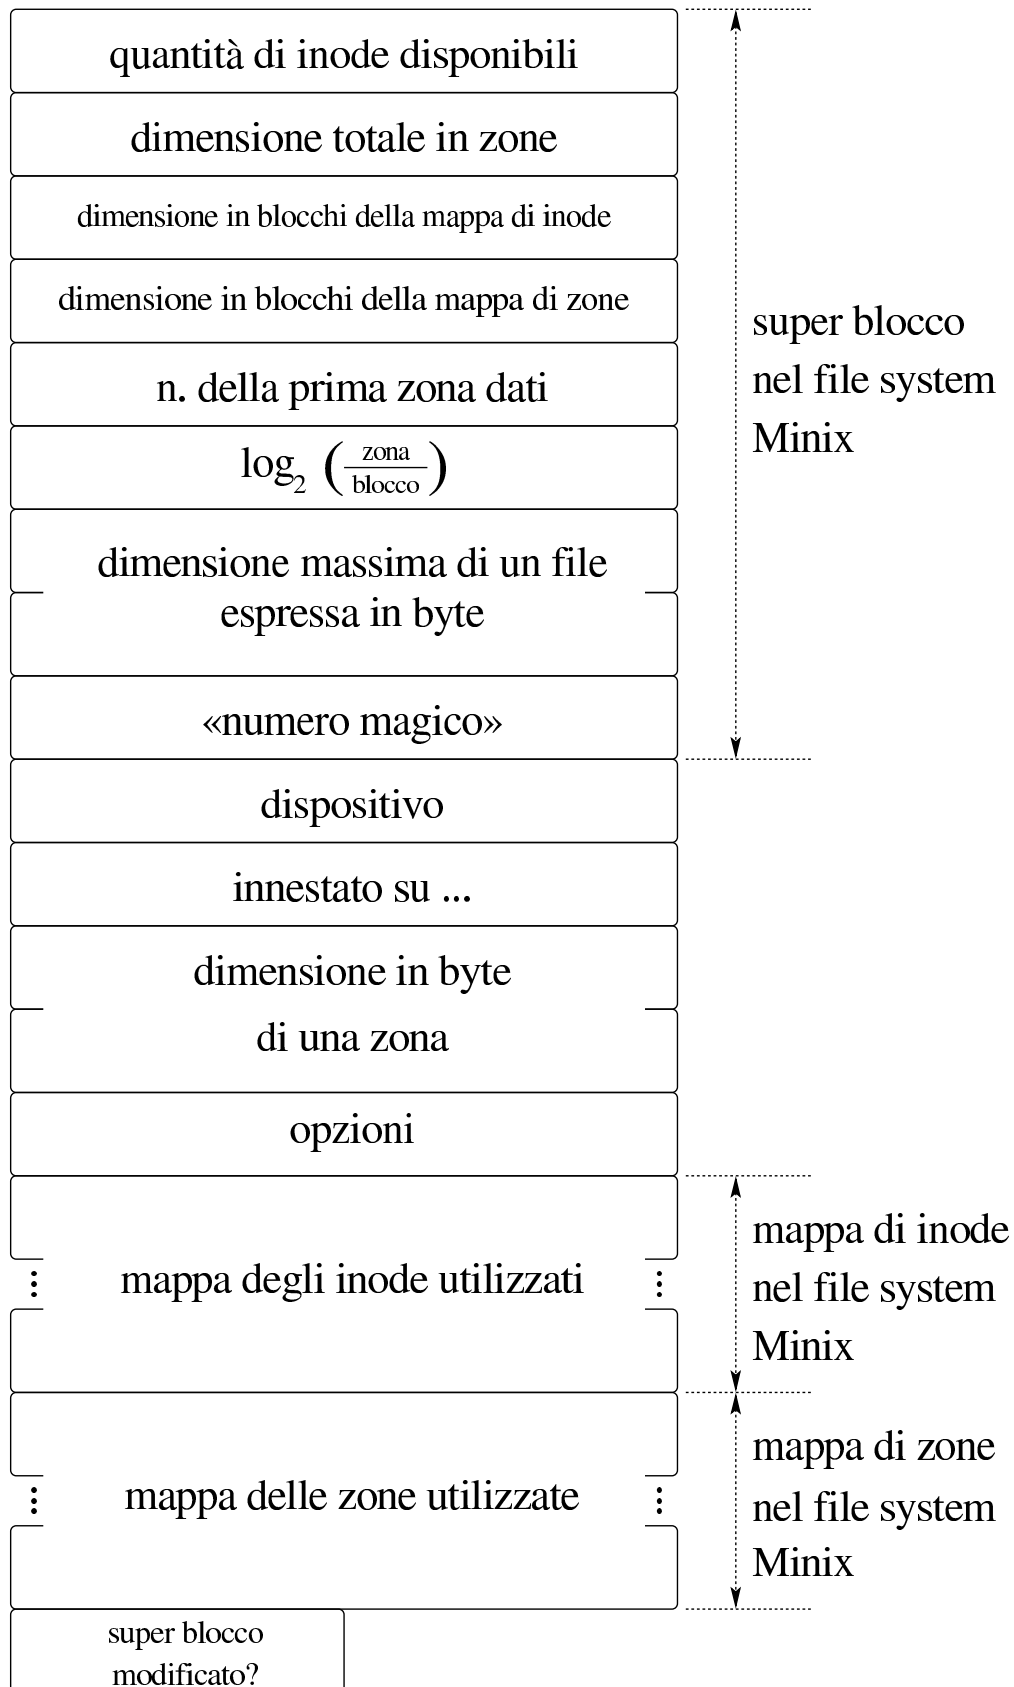 quantità di inode disponibili
dimensione totale in zone
dimensione in blocchi della mappa di inode
dimensione in blocchi della mappa di zone
n. della prima zona dati
log₂ (zona/blocco)
dimensione massima di un file
espressa in byte
«numero magico»
super blocco
nel file system
Minix
dispositivo
innestato su ...
dimensione in byte
di una zona
opzioni
mappa degli inode utilizzati
mappa di inode
nel file system
Minix
mappa delle zone utilizzate
mappa di zone
nel file system
Minix
super blocco
modificato?